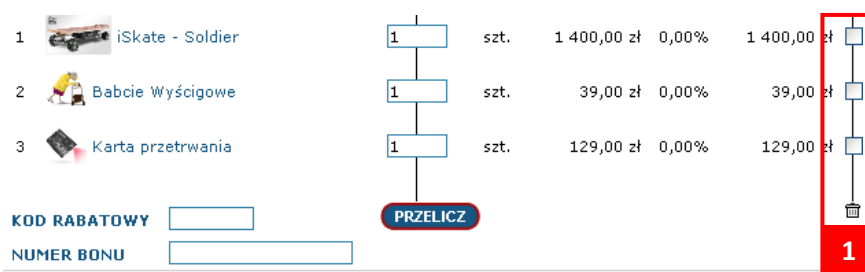 1 iSkate - Soldier 1 szt. 1 400,00 zł 0,00% 1 400,00 zł
2 Babcie Wyścigowe 1 szt. 39,00 zł 0,00% 39,00 zł
3 Karta przetrwania 1 szt. 129,00 zł 0,00% 129,00 zł
KOD RABATOWY PRZELICZ
NUMER BONU 1